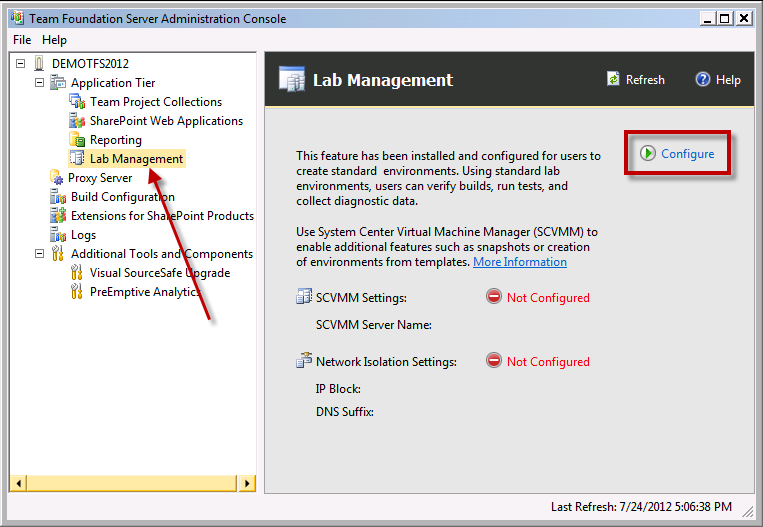 Team Foundation Server Administration Console
File Help
DEMOTFS2012
Application Tier
Team Project Collections
SharePoint Web Applications
Reporting
Lab Management
Proxy Server
Build Configuration
Extensions for SharePoint Products
Logs
Additional Tools and Components
Visual SourceSafe Upgrade
PreEmptive Analytics
Lab Management
Refresh
Help
This feature has been installed and configured for users to
create standard environments. Using standard lab
environments, users can verify builds, run tests, and
collect diagnostic data.
Configure
Use System Center Virtual Machine Manager (SCVMM) to
enable additional features such as snapshots or creation
of environments from templates. More Information
SCVMM Settings: Not Configured
SCVMM Server Name:
Network Isolation Settings: Not Configured
IP Block:
DNS Suffix:
Last Refresh: 7/24/2012 5:06:38 PM